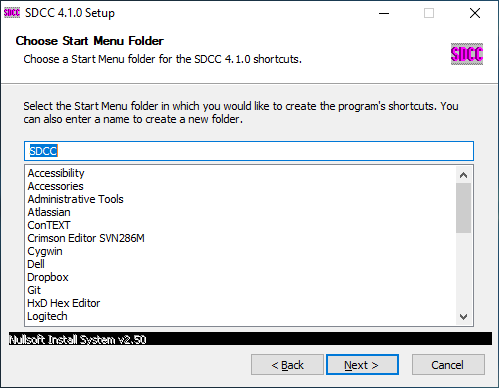 SDCC 4.1.0 Setup
Choose Start Menu Folder
Choose a Start Menu folder for the SDCC 4.1.0 shortcuts.
SDCC
Select the Start Menu folder in which you would like to create the program's shortcuts. You
can also enter a name to create a new folder.
SDCC
Accessibility
Accessories
Administrative Tools
Atlassian
ConTEXT
Crimson Editor SVN286M
Cygwin
Dell
Dropbox
Git
HxD Hex Editor
Logitech
Nullsoft Install System v2.50
< Back
Next >
Cancel